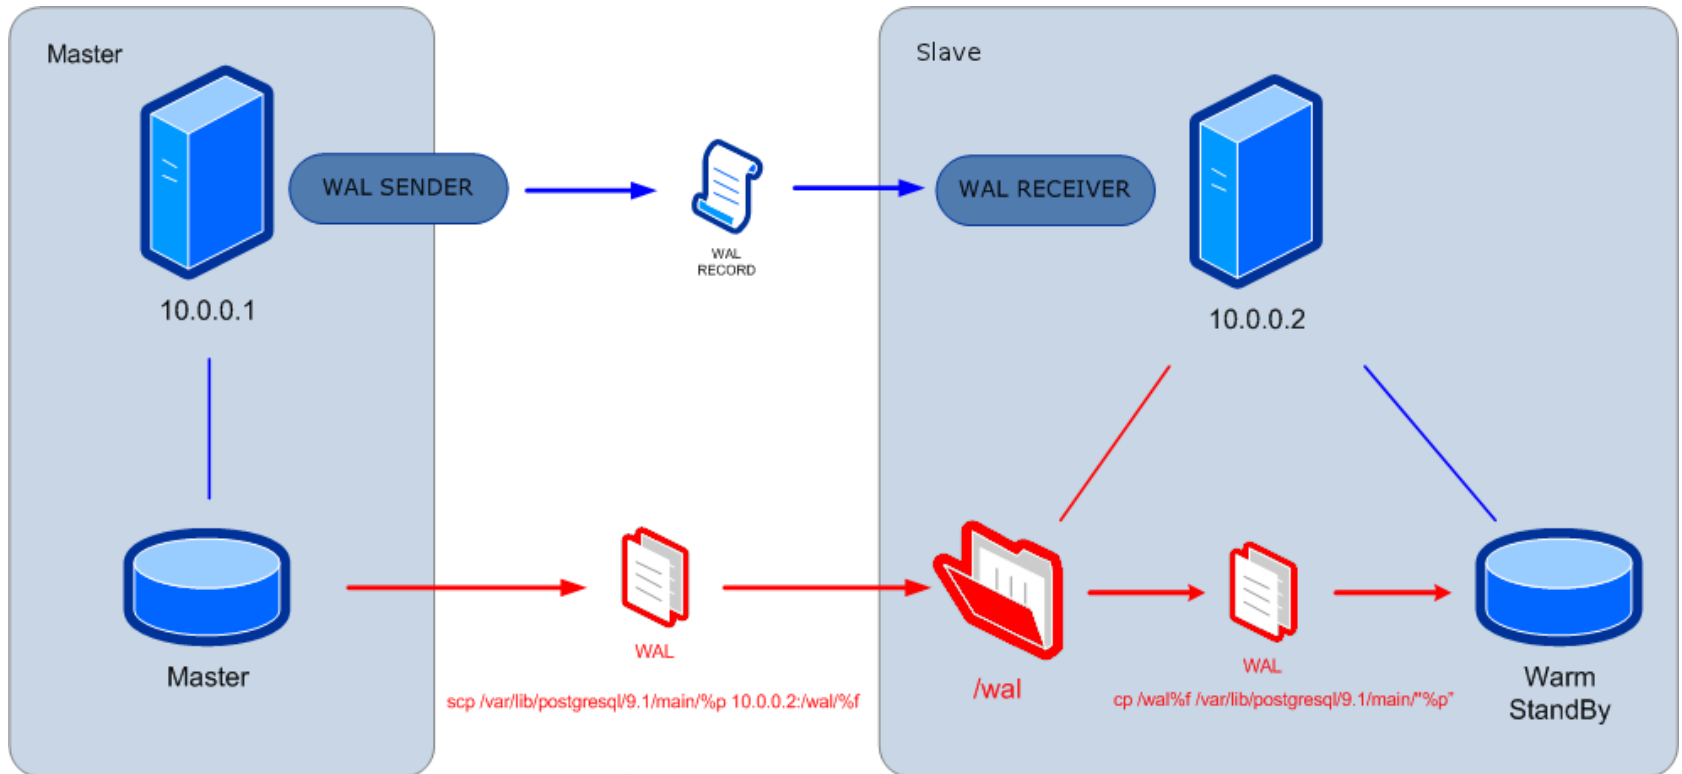 Master
Slave
WAL SENDER
WAL RECEIVER
WAL
RECORD
10.0.0.1
10.0.0.2
WAL
WAL
Master
/wal
Warm
StandBy
scp /var/lib/postgresql/9.1/main/%p 10.0.0.2:/wal/%f
cp /wal%f /var/lib/postgresql/9.1/main/"%p"